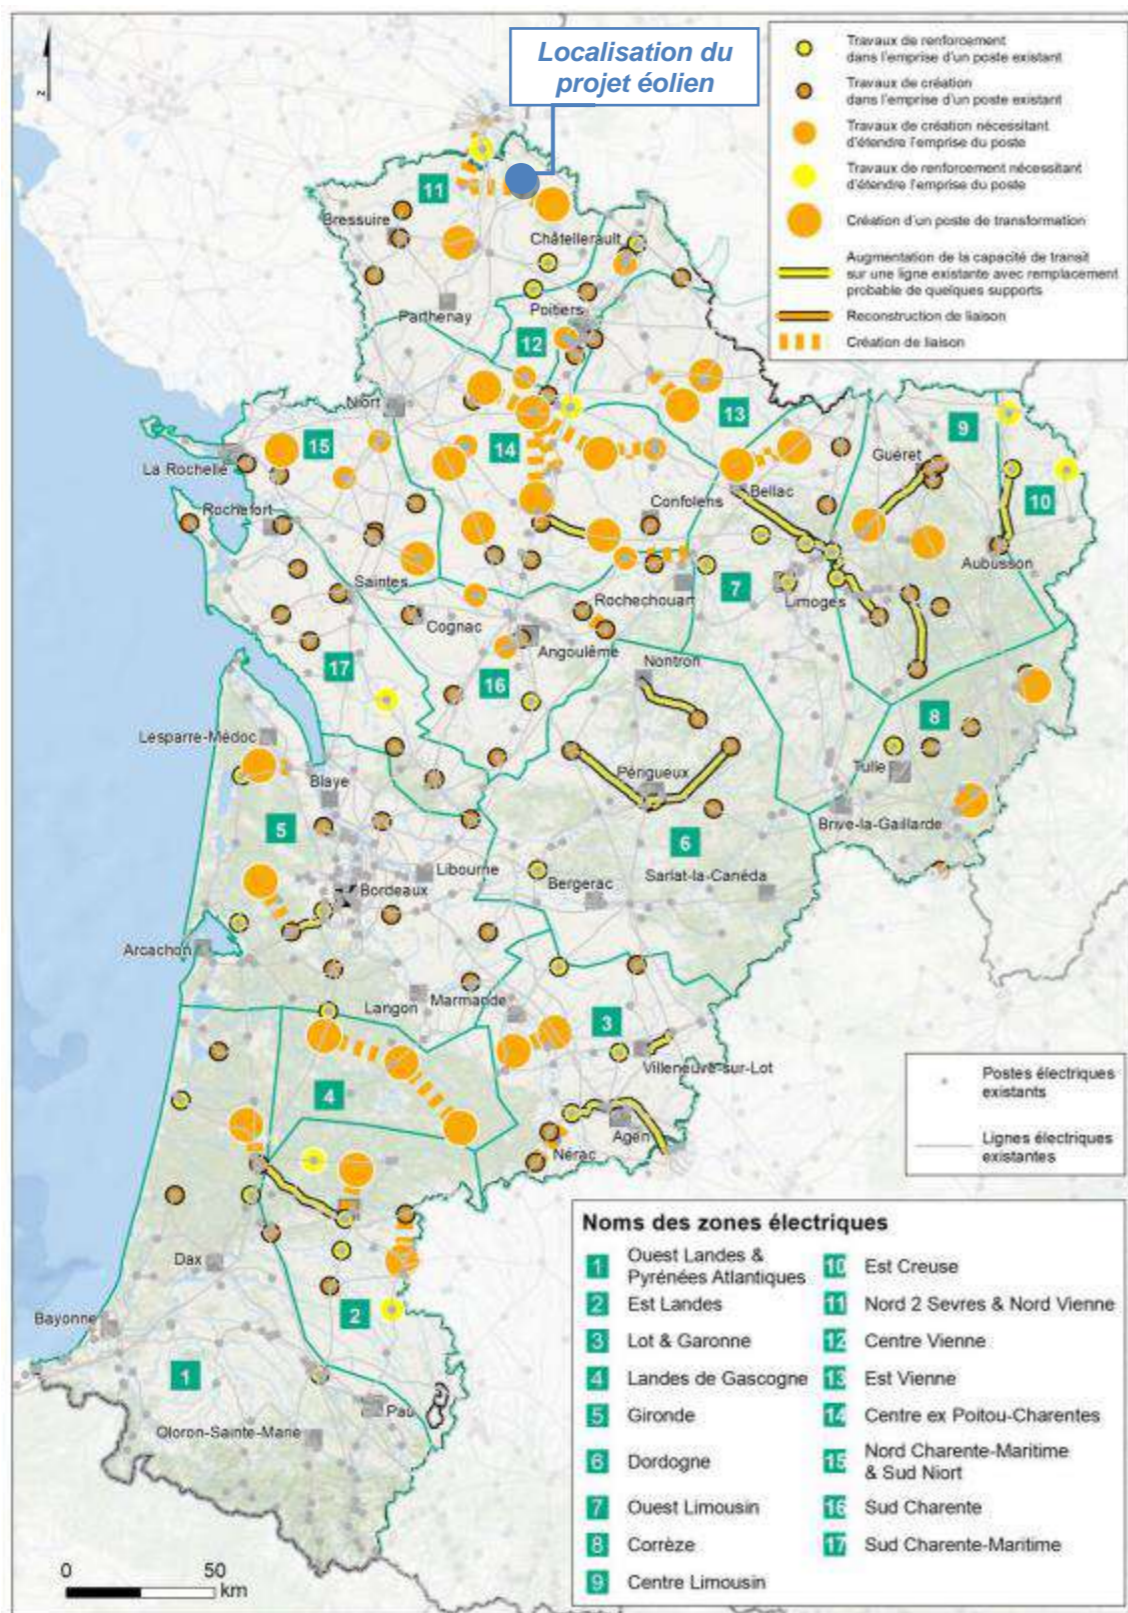 Localisation du
projet éolien
Travaux de renforcement
dans l'emprise d'un poste existant
Travaux de création
dans l'emprise d'un poste existant
Travaux de création nécessitant
d'étendre l'emprise du poste
Travaux de renforcement nécessitant
d'étendre l'emprise du poste
Création d'un poste de transformation
Augmentation de la capacité de transit
sur une ligne existante avec remplacement
probable de quelques supports
Reconstruction de liaison
Création de liaison
N
11
Bressuire
Châtellerault
Parthenay
Poitiers
12
Niort
13
15
14
9
La Rochelle
Guéret
Confolens
Bellac
10
Rochefort
Aubusson
Saintes
7
Rochechouart
Limoges
Cognac
Angoulême
17
Nontron
16
8
Lesparre-Médoc
Tulle
Blaye
Périgueux
Brive-la-Gaillarde
5
6
Libourne
Bordeaux
Bergerac
Sarlat-la-Canéda
Arcachon
Langon
Marmande
3
Villeneuve-sur-Lot
4
Agen
Nérac
Dax
2
Bayonne
1
Pau
Oloron-Sainte-Marie
0 50
km
Postes électriques
existants
Lignes électriques
existantes
Noms des zones électriques
1 Ouest Landes &
Pyrénées Atlantiques
2 Est Landes
3 Lot & Garonne
4 Landes de Gascogne
5 Gironde
6 Dordogne
7 Ouest Limousin
8 Corrèze
9 Centre Limousin
10 Est Creuse
11 Nord 2 Sevres & Nord Vienne
12 Centre Vienne
13 Est Vienne
14 Centre ex Poitou-Charentes
15 Nord Charente-Maritime
& Sud Niort
16 Sud Charente
17 Sud Charente-Maritime